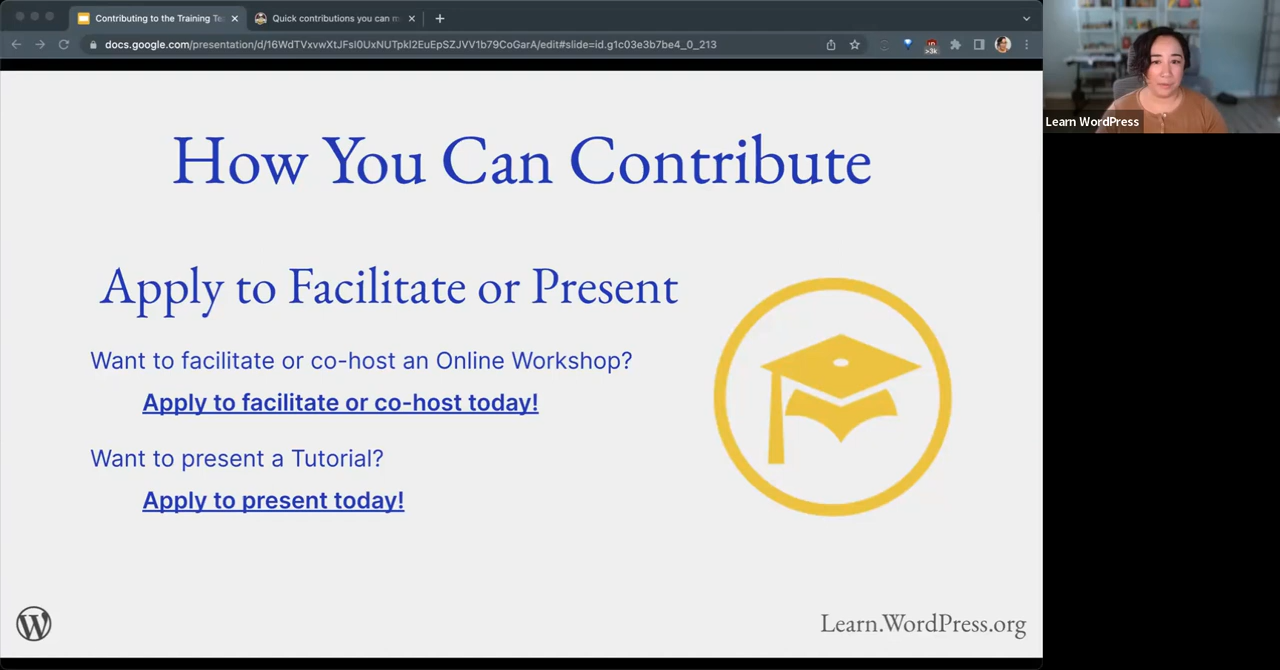 Contributing to the Training Te
Quick contributions you can m
docs.google.com/presentation/d/16WdTVxvwXtJFsI0UxNUTpkI2EuEpSZJVV1b79CoGarA/edit#slide=id.g1c03e3b7be4_0_213
>3k
Learn WordPress
How You Can Contribute
Apply to Facilitate or Present
Want to facilitate or co-host an Online Workshop?
Apply to facilitate or co-host today!
Want to present a Tutorial?
Apply to present today!
Learn.WordPress.org